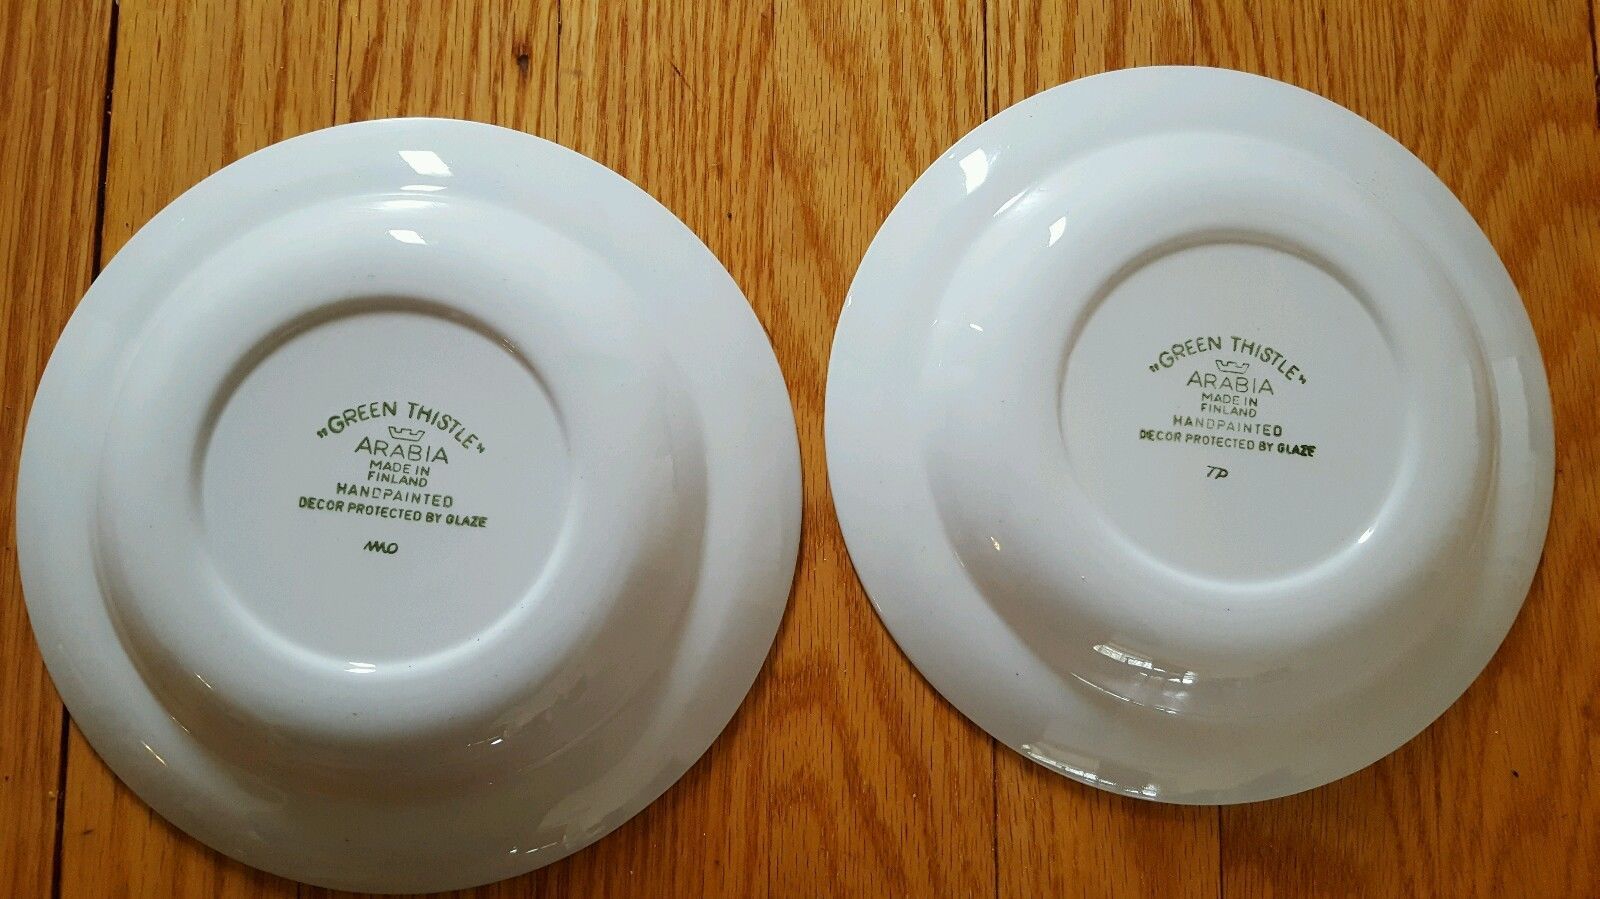 "GREEN THISTLE"
ARABIA
MADE IN
FINLAND
HANDPAINTED
DECOR PROTECTED BY GLAZE
MO
"GREEN THISTLE"
ARABIA
MADE IN
FINLAND
HANDPAINTED
DECOR PROTECTED BY GLAZE
TP